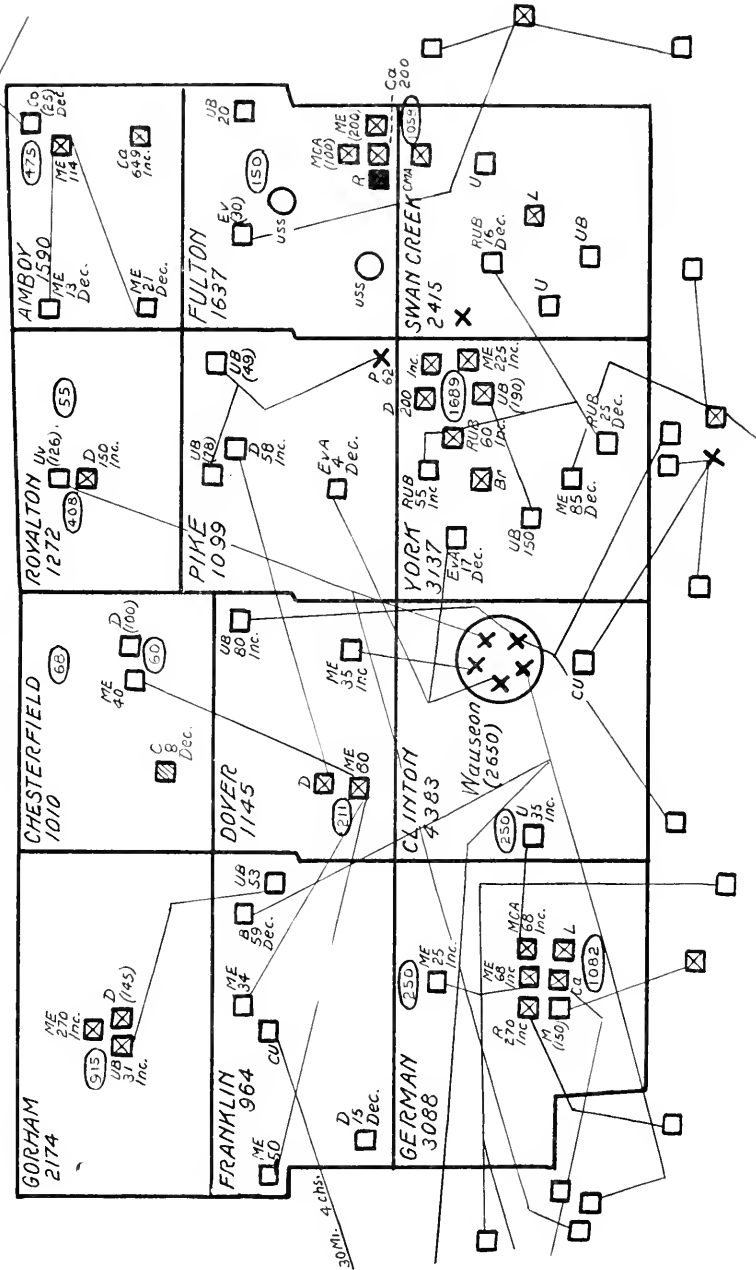 GORHAM
2174
ME
270
Inc.
915
UB
31
Inc.
D
(145)
CHESTERFIELD
1010
68
D
(100)
ME
40
60
C
8
Dec.
ROYALTON
1272
Uv
(126)
55
408
D
150
Inc.
AMBOY
1590
Co
(25)
Dec
475
ME
13
Dec.
ME
114
ME
21
Dec.
Ca
649
Inc.
FRANKLIN
964
ME
50
ME
34
B
59
Dec.
UB
53
CU
D
15
Dec.
30 Mi. 4 chs.
DOVER
1145
UB
80
Inc.
D
ME
80
211
ME
35
Inc
PIKE
1099
UB
(28)
D
58
Inc
UB
(49)
EvA
4
Dec.
P
62
FULTON
1637
UB
20
Ev
(30)
150
USS
USS
MCA
(100)
ME
(200)
Ca
200
R
GERMAN
3088
250
ME
25
Inc.
R
270
Inc
ME
68
Inc
MCA
68
Inc.
M
(150)
Ca
L
1082
CLINTON
4383
Wauseon
(2650)
250
U
35
Inc.
CU
YORK
3137
EvA
17
Dec.
RUB
55
Inc
D
200
Inc.
1689
RUB
60
Inc.
UB
(190)
ME
225
Inc.
Br
UB
150
ME
85
Dec.
RUB
25
Dec.
SWAN CREEK
2415
CMA
1059
RUB
16
Dec.
U
L
U
UB